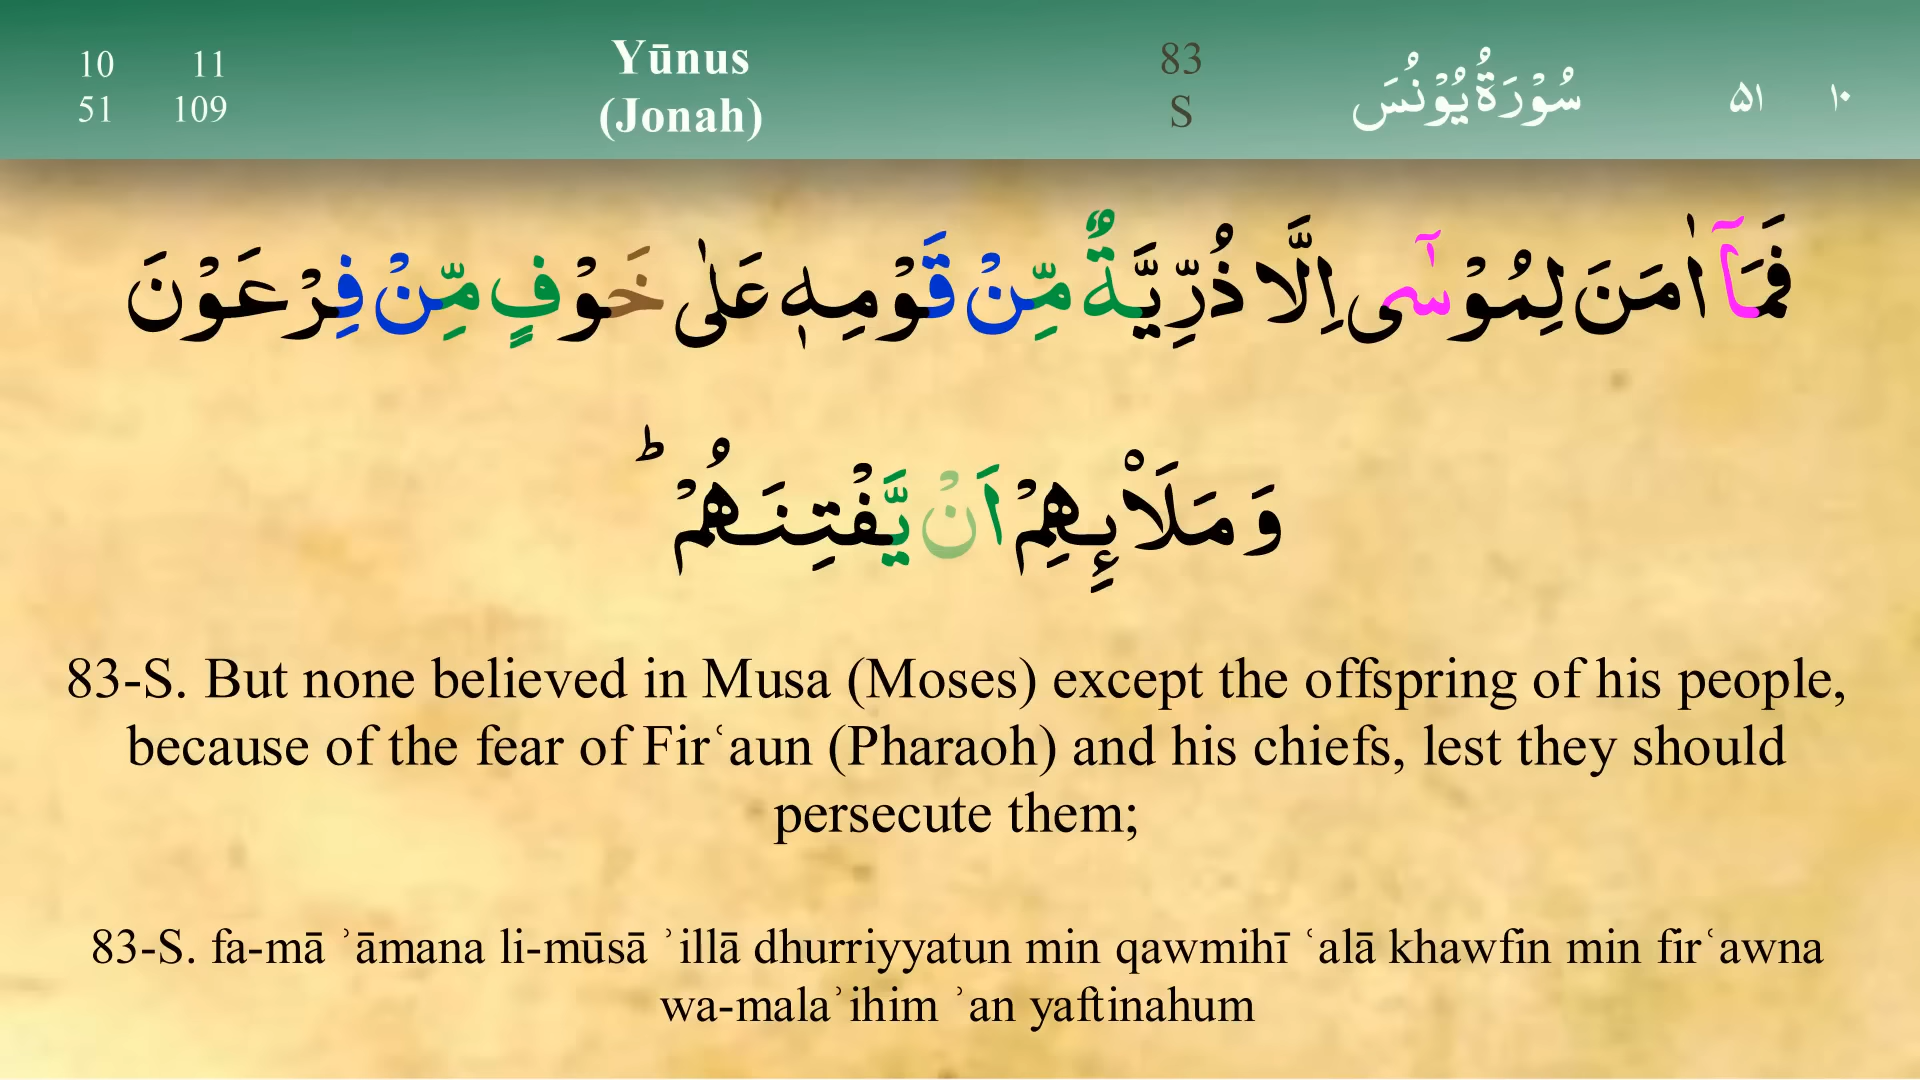 10 11
51 109
Yūnus
(Jonah)
83
S
سُوْرَةُ يُوْنُسَ
۵۱ ۱۰
فَمَآ اٰمَنَ لِمُوْسٰٓى اِلَّا ذُرِّيَّةٌ مِّنْ قَوْمِهٖ عَلٰى خَوْفٍ مِّنْ فِرْعَوْنَ
وَمَلَا۟ئِهِمْ اَنْ يَّفْتِنَهُمْ ؕ
83-S. But none believed in Musa (Moses) except the offspring of his people,
because of the fear of Firʿaun (Pharaoh) and his chiefs, lest they should
persecute them;
83-S. fa-mā ʾāmana li-mūsā ʾillā dhurriyyatun min qawmihī ʿalā khawfin min firʿawna
wa-malaʾihim ʾan yaftinahum